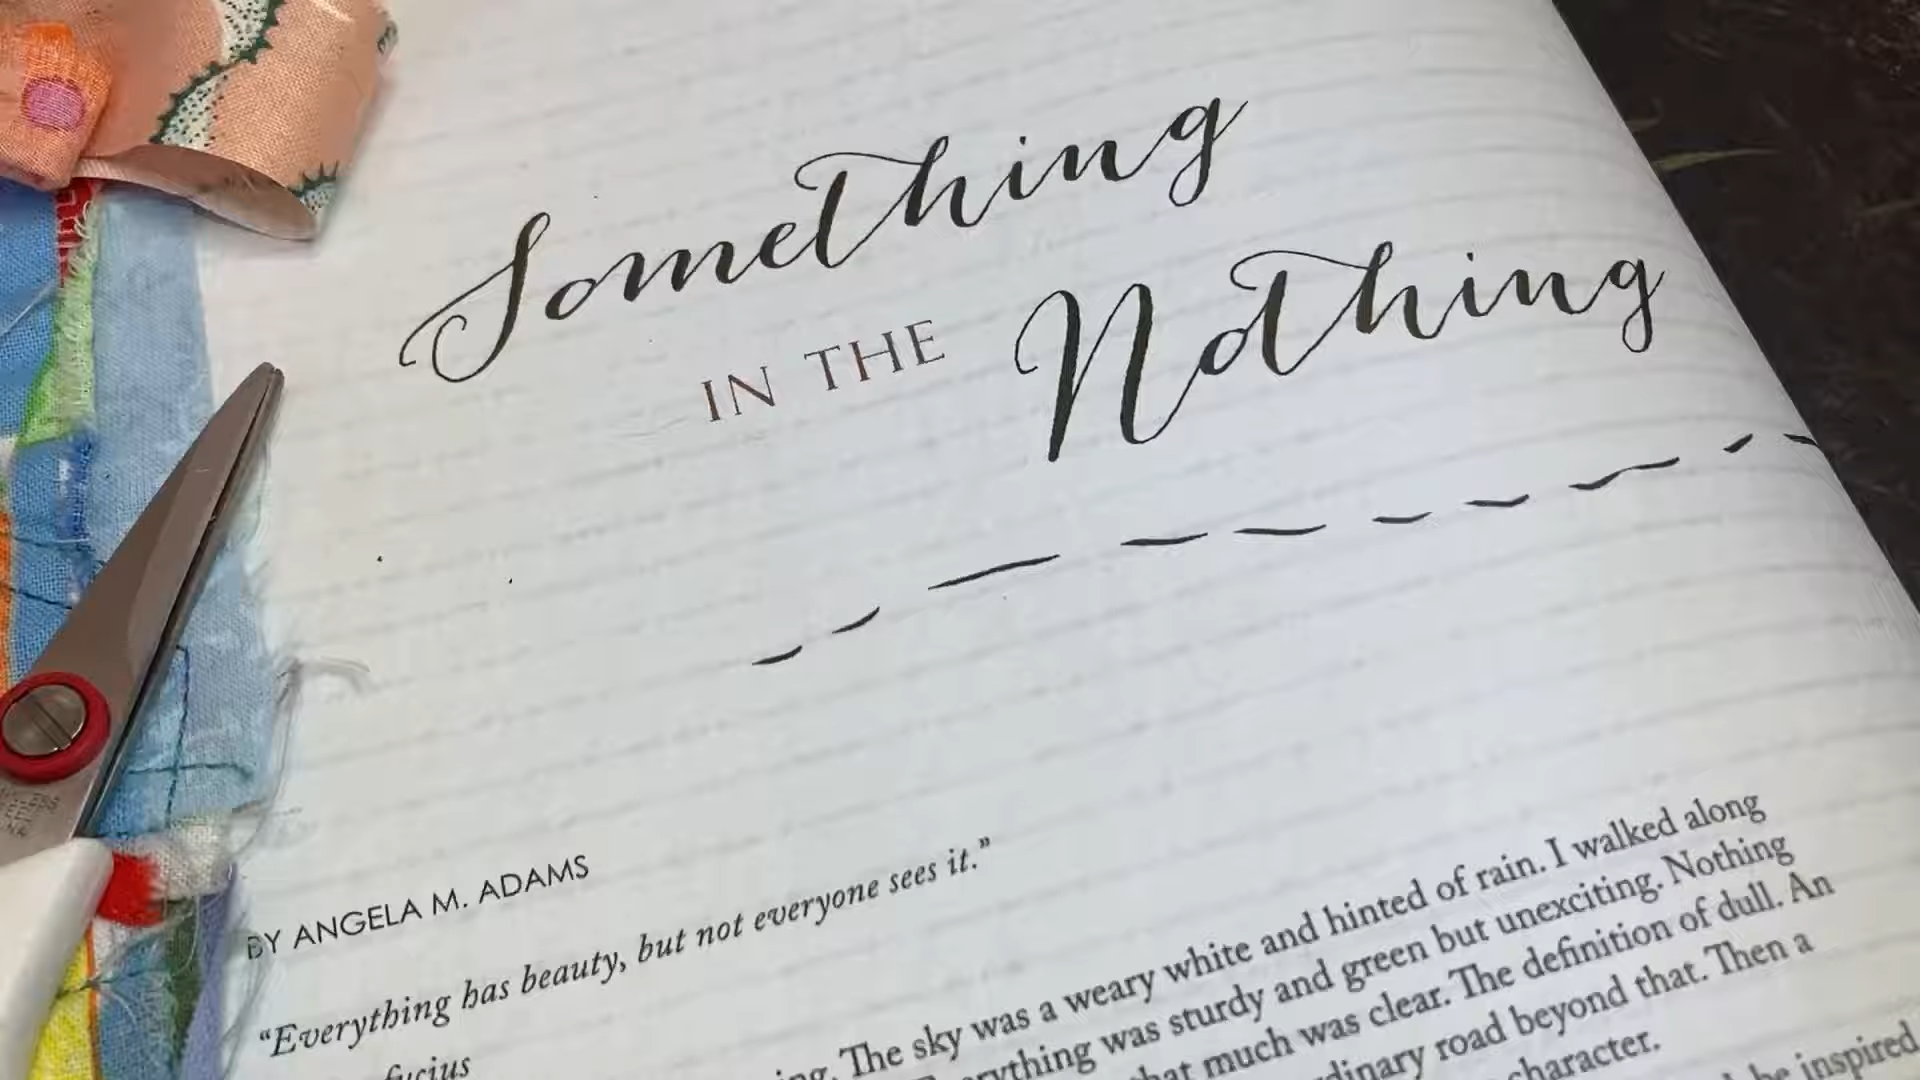 Something
IN THE Nothing
BY ANGELA M. ADAMS
“Everything has beauty, but not everyone sees it.”
The sky was a weary white and hinted of rain. I walked along
was sturdy and green but unexciting. Nothing
much was clear. The definition of dull. An
road beyond that. Then a
character.
be inspired